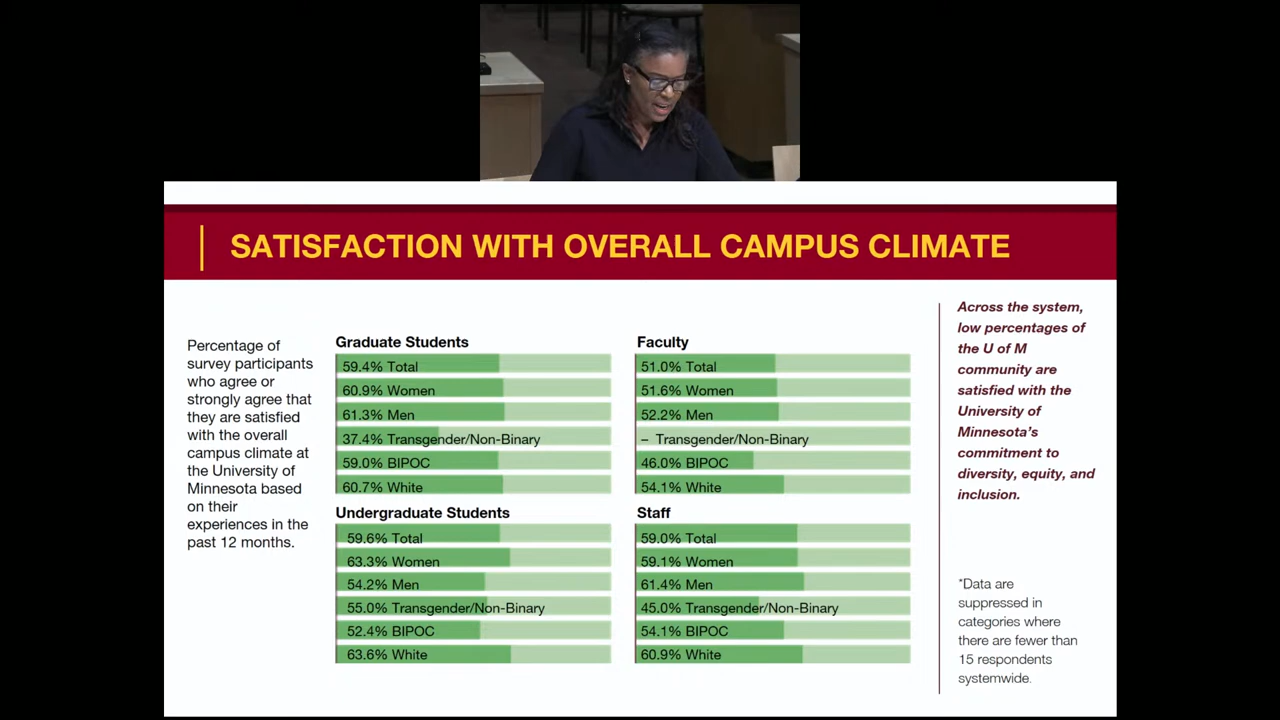 SATISFACTION WITH OVERALL CAMPUS CLIMATE
Percentage of
survey participants
who agree or
strongly agree that
they are satisfied
with the overall
campus climate at
the University of
Minnesota based
on their
experiences in the
past 12 months.
Graduate Students
59.4% Total
60.9% Women
61.3% Men
37.4% Transgender/Non-Binary
59.0% BIPOC
60.7% White
Undergraduate Students
59.6% Total
63.3% Women
54.2% Men
55.0% Transgender/Non-Binary
52.4% BIPOC
63.6% White
Faculty
51.0% Total
51.6% Women
52.2% Men
– Transgender/Non-Binary
46.0% BIPOC
54.1% White
Staff
59.0% Total
59.1% Women
61.4% Men
45.0% Transgender/Non-Binary
54.1% BIPOC
60.9% White
Across the system,
low percentages of
the U of M
community are
satisfied with the
University of
Minnesota's
commitment to
diversity, equity, and
inclusion.
*Data are
suppressed in
categories where
there are fewer than
15 respondents
systemwide.